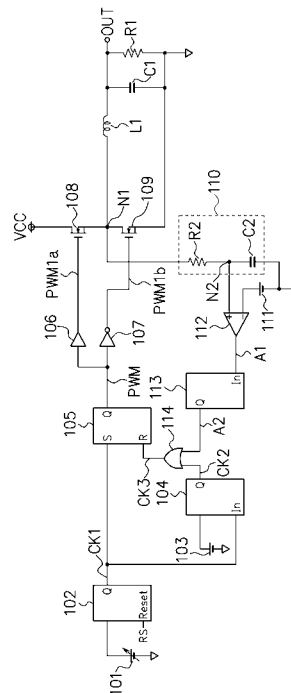 VCC
OUT
108
PWM1a
106
N1
L1
C1
R1
109
107
PWM1b
110
R2
N2
C2
PWM
105
S
Q
R
112
111
A1
CK1
102
Q
Reset
RS
101
CK3
114
113
Q
In
A2
CK2
104
Q
In
103